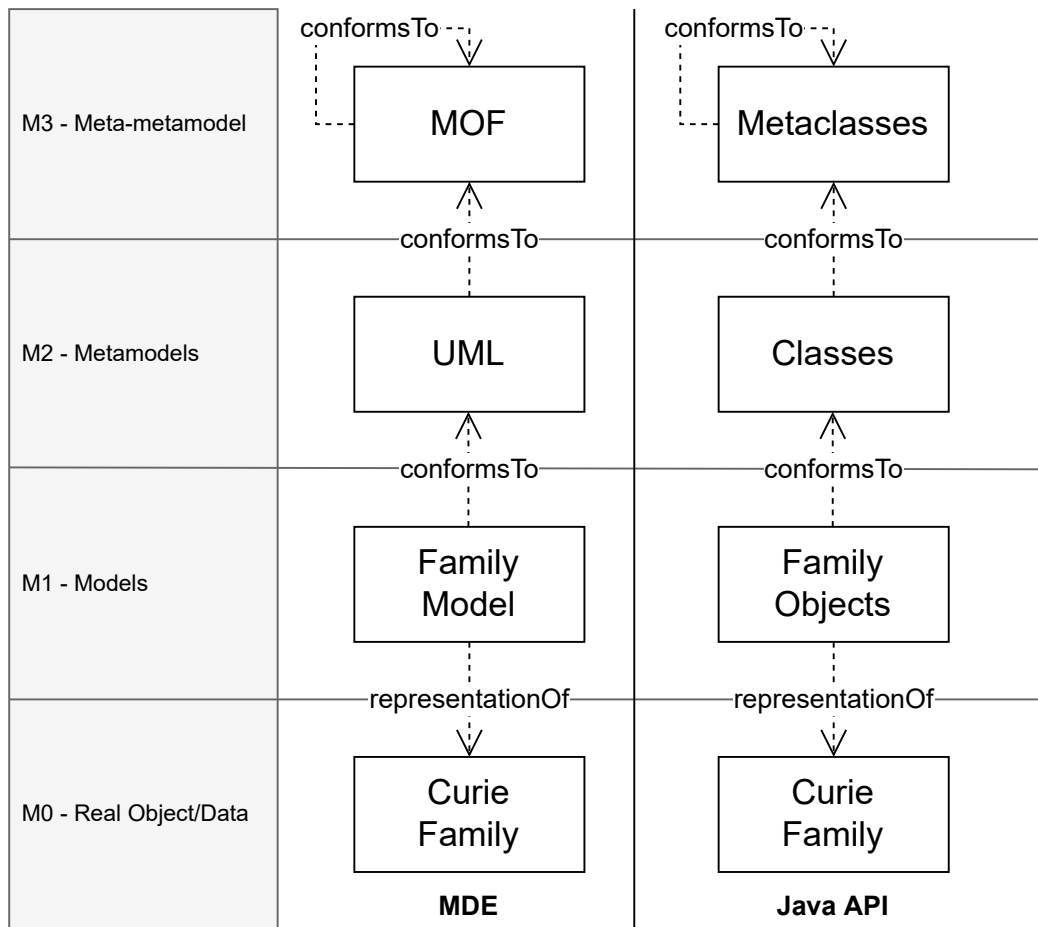 conformsTo
conformsTo
M3 - Meta-metamodel
MOF
Metaclasses
conformsTo
conformsTo
M2 - Metamodels
UML
Classes
conformsTo
conformsTo
M1 - Models
Family
Model
Family
Objects
representationOf
representationOf
M0 - Real Object/Data
Curie
Family
Curie
Family
MDE
Java API